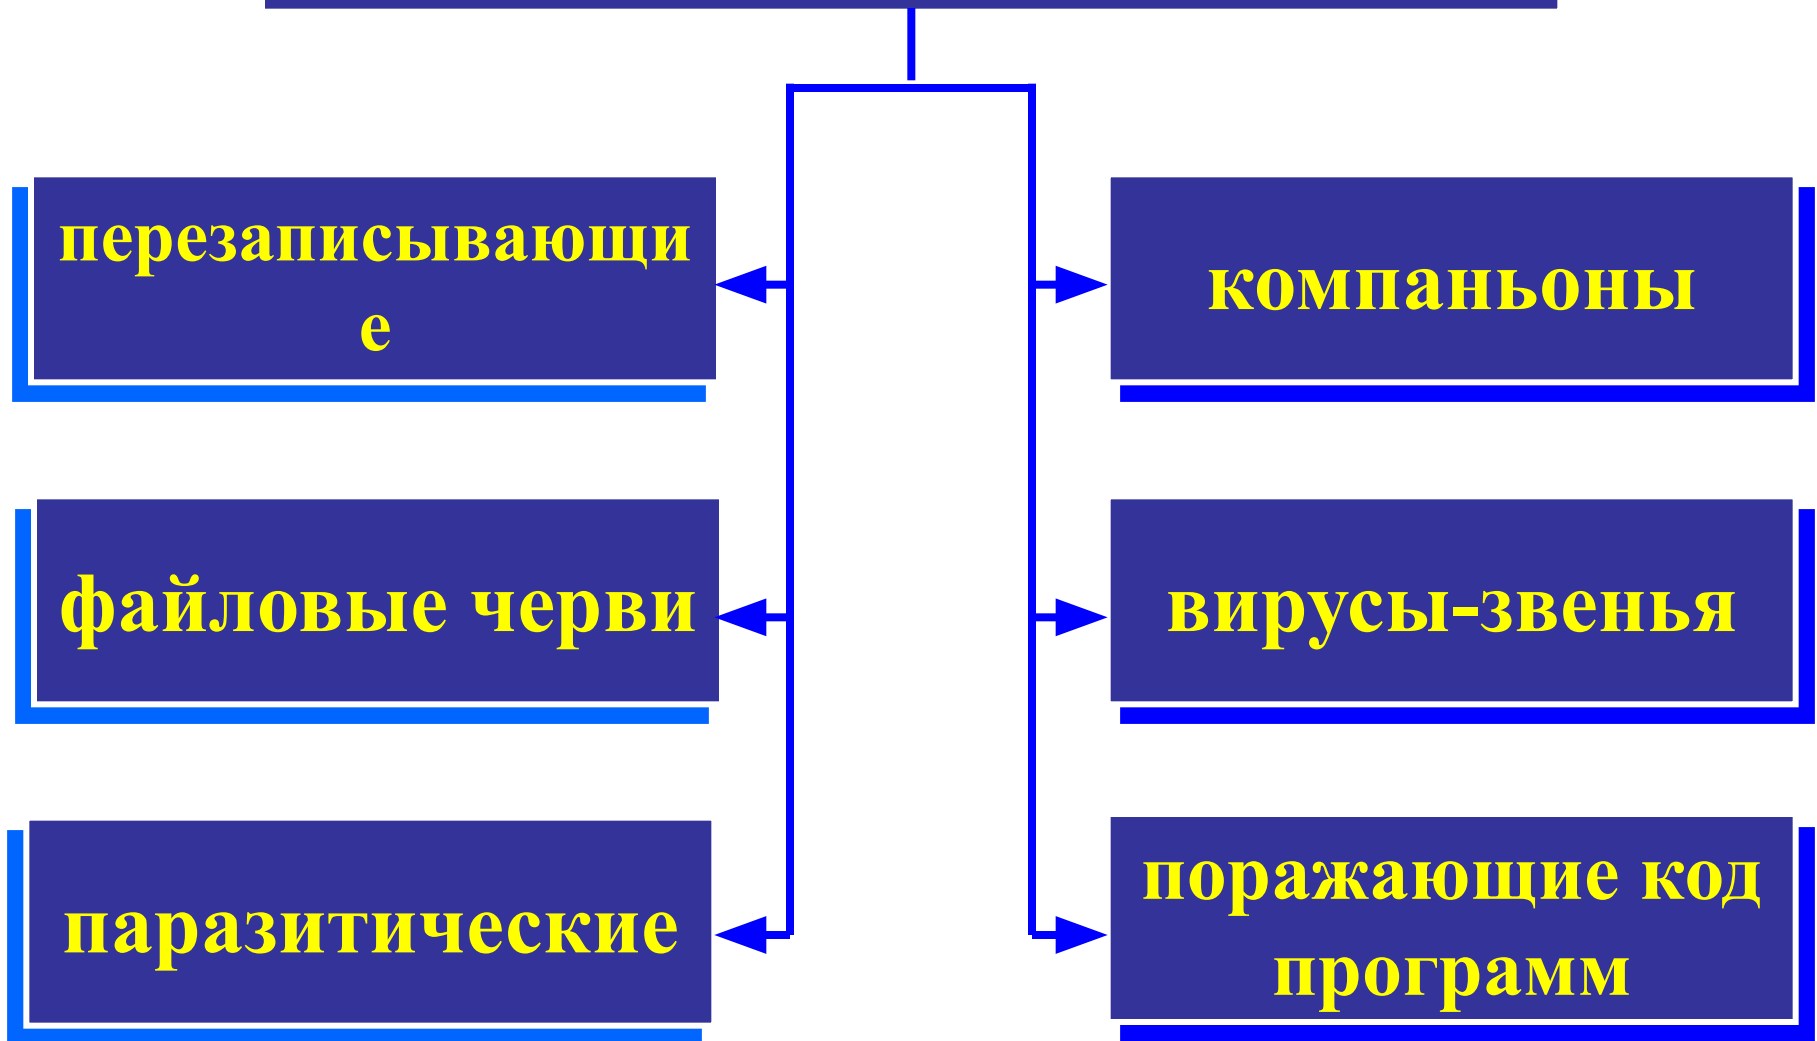 перезаписывающи
е
компаньоны
файловые черви
вирусы-звенья
паразитические
поражающие код
программ